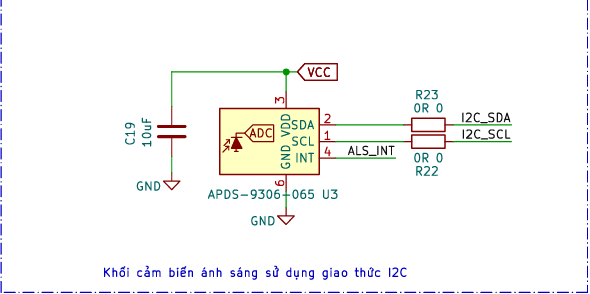 VCC
R23
0R 0
3
C19
10uF
ADC
VDD
GND
SDA
2
I2C_SDA
SCL
1
I2C_SCL
INT
4
ALS_INT
0R 0
R22
GND
6
APDS-9306-065 U3
GND
Khối cảm biến ánh sáng sử dụng giao thức I2C